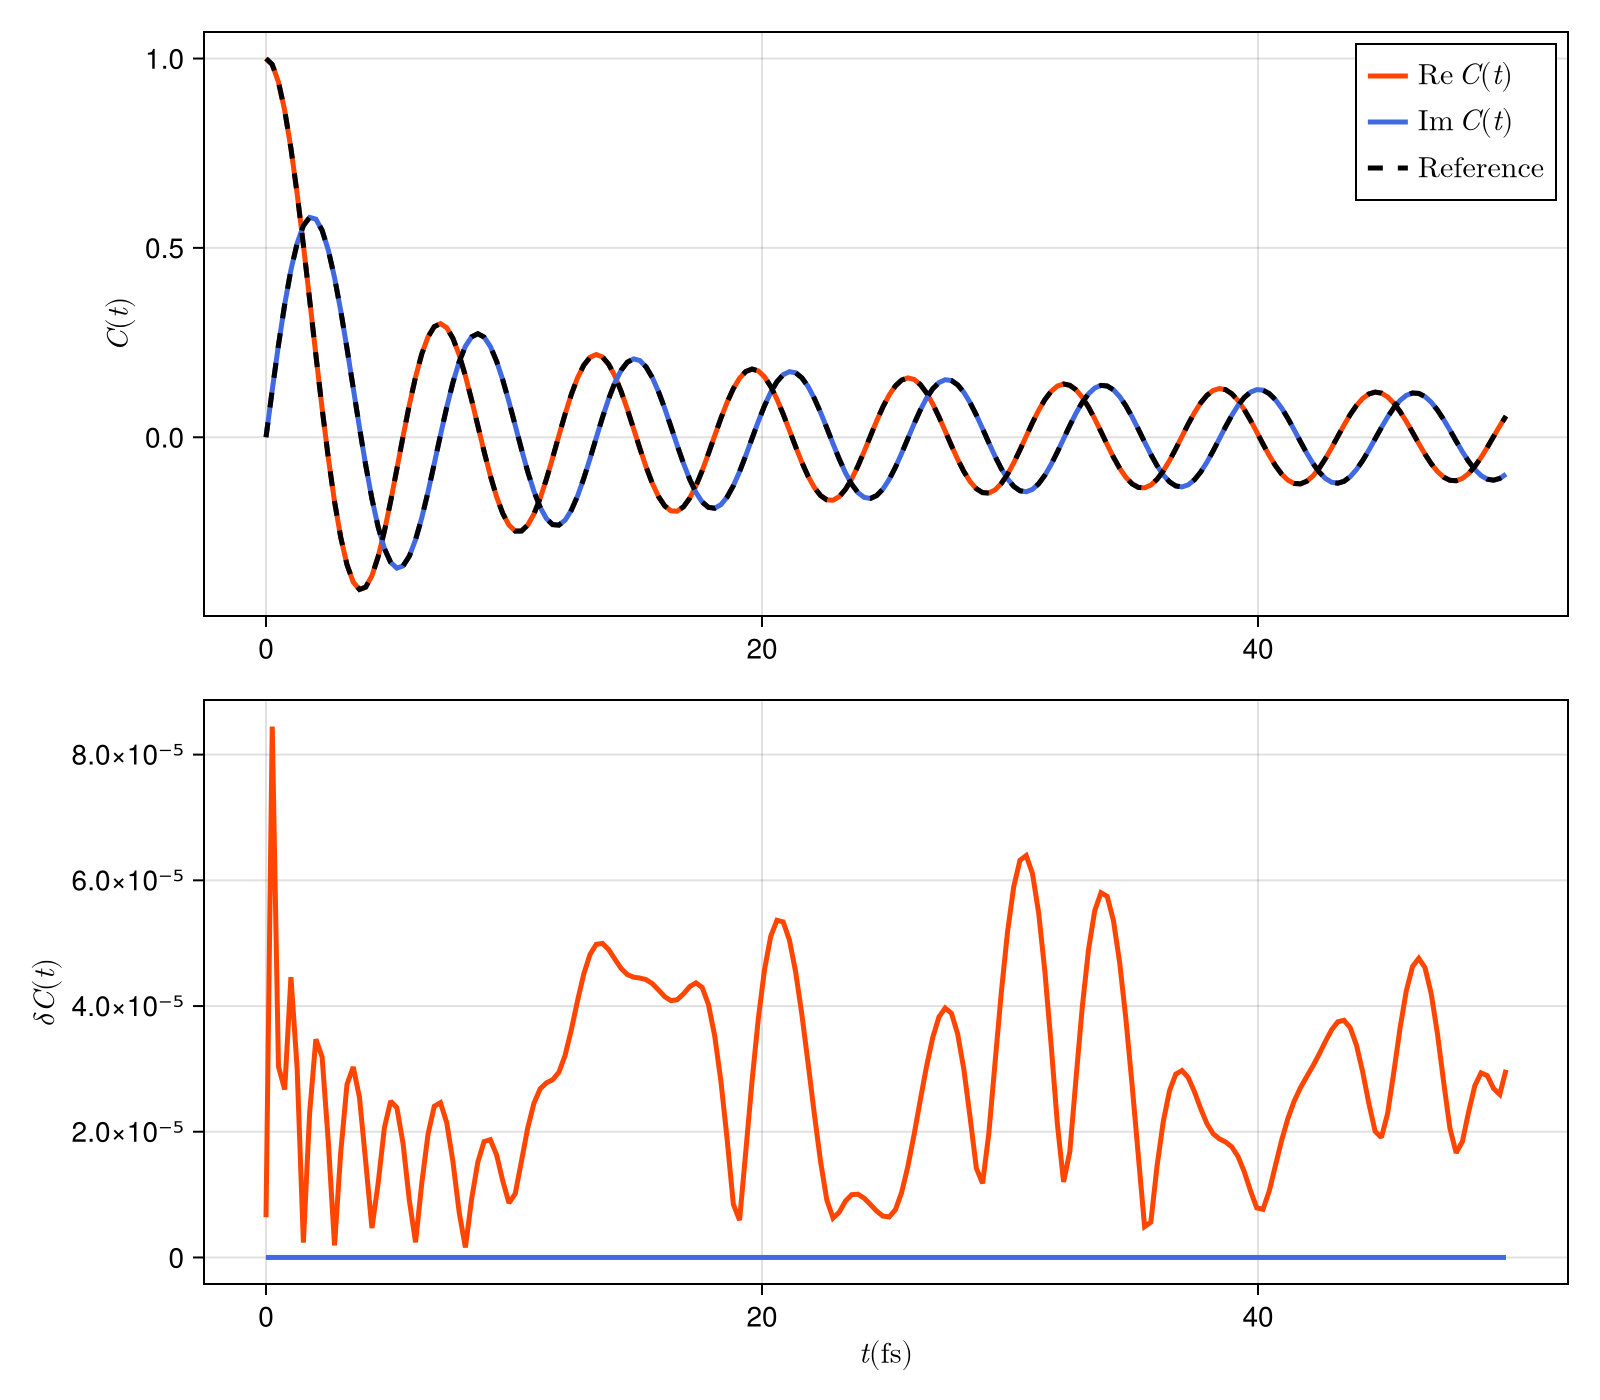 1.0
0.5
0.0
C(t)
Re C(t)
Im C(t)
Reference
0 20 40
8.0×10⁻⁵
6.0×10⁻⁵
4.0×10⁻⁵
2.0×10⁻⁵
0
δC(t)
0 20 40
t(fs)